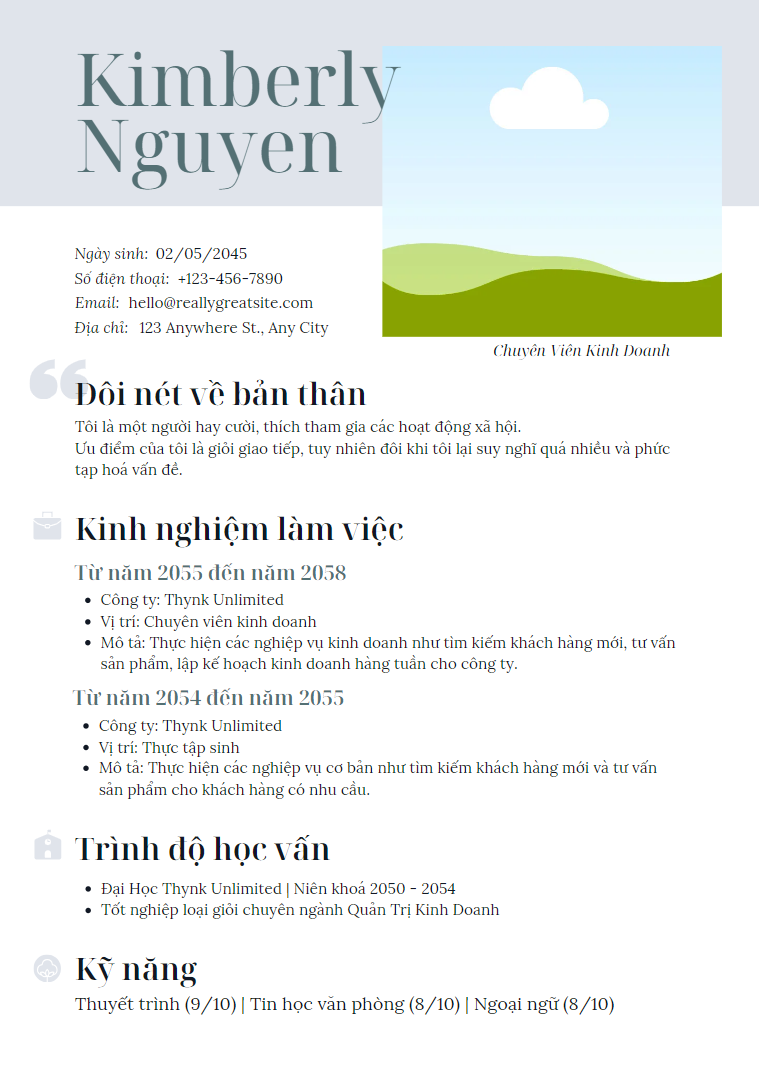 Kimberly
Nguyen
Ngày sinh: 02/05/2045
Số điện thoại: +123-456-7890
Email: hello@reallygreatsite.com
Địa chỉ: 123 Anywhere St., Any City
Chuyên Viên Kinh Doanh
Đôi nét về bản thân
Tôi là một người hay cười, thích tham gia các hoạt động xã hội.
Ưu điểm của tôi là giỏi giao tiếp, tuy nhiên đôi khi tôi lại suy nghĩ quá nhiều và phức
tạp hoá vấn đề.
Kinh nghiệm làm việc
Từ năm 2055 đến năm 2058
• Công ty: Thynk Unlimited
• Vị trí: Chuyên viên kinh doanh
• Mô tả: Thực hiện các nghiệp vụ kinh doanh như tìm kiếm khách hàng mới, tư vấn
sản phẩm, lập kế hoạch kinh doanh hàng tuần cho công ty.
Từ năm 2054 đến năm 2055
• Công ty: Thynk Unlimited
• Vị trí: Thực tập sinh
• Mô tả: Thực hiện các nghiệp vụ cơ bản như tìm kiếm khách hàng mới và tư vấn
sản phẩm cho khách hàng có nhu cầu.
Trình độ học vấn
• Đại Học Thynk Unlimited | Niên khoá 2050 - 2054
• Tốt nghiệp loại giỏi chuyên ngành Quản Trị Kinh Doanh
Kỹ năng
Thuyết trình (9/10) | Tin học văn phòng (8/10) | Ngoại ngữ (8/10)